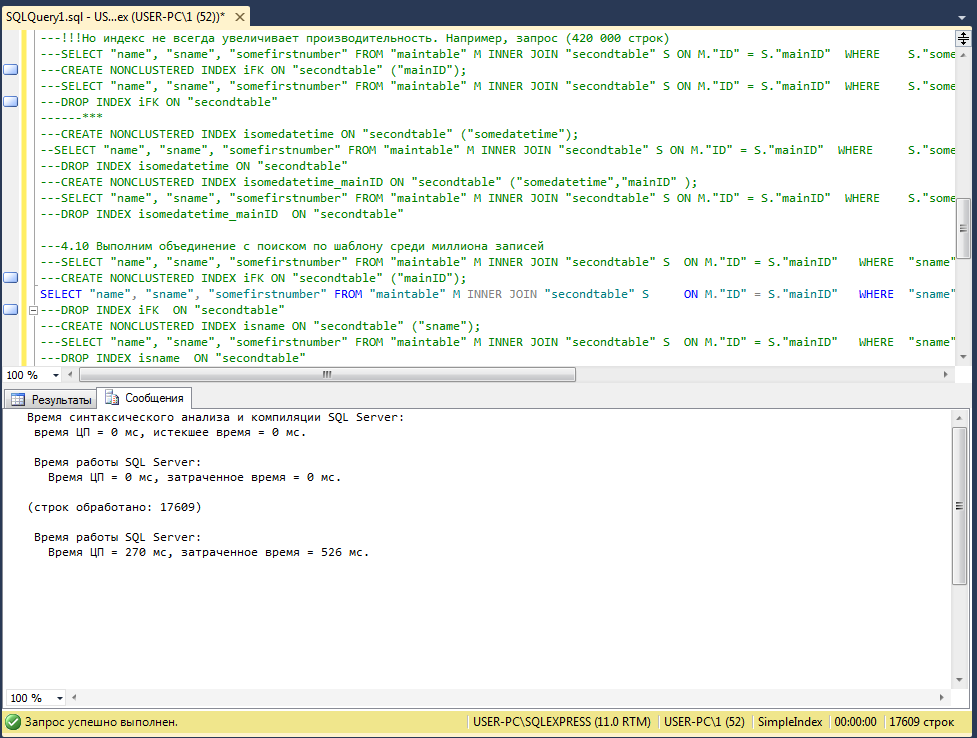 SQLQuery1.sql - US...ex (USER-PC\1 (52))*
---!!!Но индекс не всегда увеличивает производительность. Например, запрос (420 000 строк)
---SELECT "name", "sname", "somefirstnumber" FROM "maintable" M INNER JOIN "secondtable" S ON M."ID" = S."mainID"  WHERE    S."some
---CREATE NONCLUSTERED INDEX iFK ON "secondtable" ("mainID");
---SELECT "name", "sname", "somefirstnumber" FROM "maintable" M INNER JOIN "secondtable" S ON M."ID" = S."mainID"  WHERE    S."some
---DROP INDEX iFK ON "secondtable"
------***
---CREATE NONCLUSTERED INDEX isomedatetime ON "secondtable" ("somedatetime");
--SELECT "name", "sname", "somefirstnumber" FROM "maintable" M INNER JOIN "secondtable" S ON M."ID" = S."mainID"  WHERE     S."some
---DROP INDEX isomedatetime ON "secondtable"
---CREATE NONCLUSTERED INDEX isomedatetime_mainID ON "secondtable" ("somedatetime","mainID" );
---SELECT "name", "sname", "somefirstnumber" FROM "maintable" M INNER JOIN "secondtable" S ON M."ID" = S."mainID"  WHERE    S."some
---DROP INDEX isomedatetime_mainID  ON "secondtable"
---4.10 Выполним объединение с поиском по шаблону среди миллиона записей
---SELECT "name", "sname", "somefirstnumber" FROM "maintable" M INNER JOIN "secondtable" S  ON M."ID" = S."mainID"   WHERE  "sname"
---CREATE NONCLUSTERED INDEX iFK ON "secondtable" ("mainID");
SELECT "name", "sname", "somefirstnumber" FROM "maintable" M INNER JOIN "secondtable" S     ON M."ID" = S."mainID"   WHERE  "sname"
---DROP INDEX iFK  ON "secondtable"
---CREATE NONCLUSTERED INDEX isname ON "secondtable" ("sname");
---SELECT "name", "sname", "somefirstnumber" FROM "maintable" M INNER JOIN "secondtable" S  ON M."ID" = S."mainID"   WHERE  "sname"
---DROP INDEX isname  ON "secondtable"
100 %
Результаты Сообщения
Время синтаксического анализа и компиляции SQL Server:
время ЦП = 0 мс, истекшее время = 0 мс.
Время работы SQL Server:
Время ЦП = 0 мс, затраченное время = 0 мс.
(строк обработано: 17609)
Время работы SQL Server:
Время ЦП = 270 мс, затраченное время = 526 мс.
100 %
Запрос успешно выполнен. USER-PC\SQLEXPRESS (11.0 RTM) USER-PC\1 (52) SimpleIndex 00:00:00 17609 строк